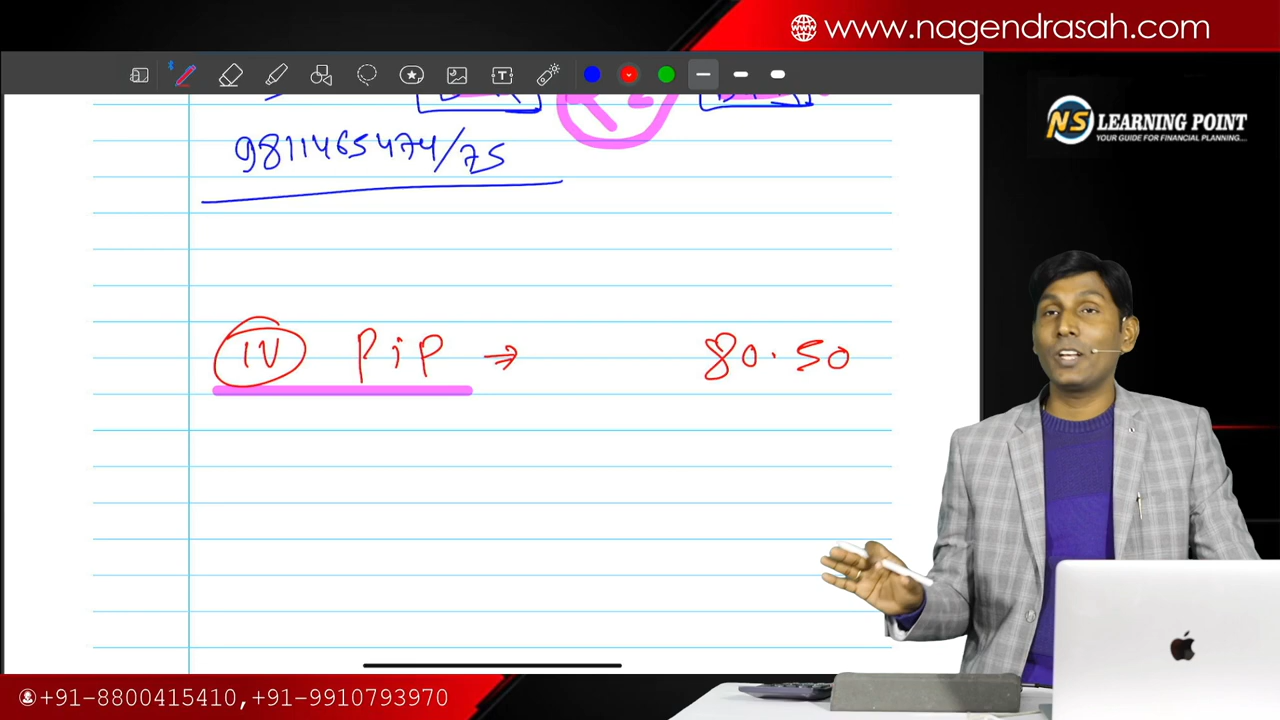 www.nagendrasah.com
NS LEARNING POINT
YOUR GUIDE FOR FINANCIAL PLANNING....
9811465474/75
IV PiP → 80.50
+91-8800415410,+91-9910793970